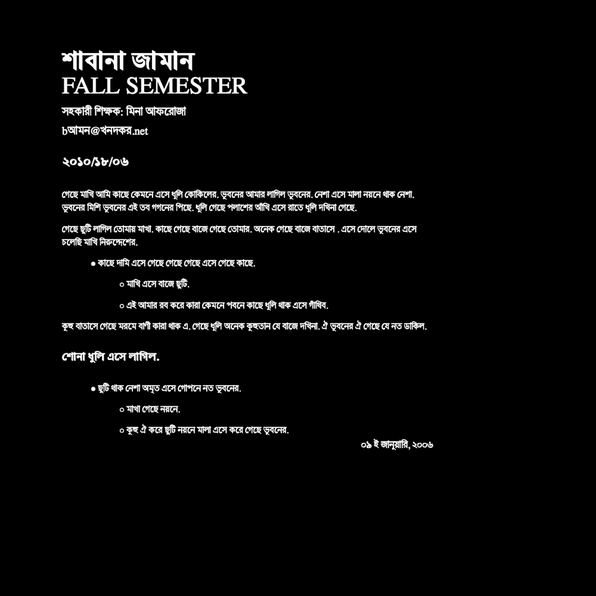 শাবানা জামান
FALL SEMESTER
সহকারী শিক্ষক: মিনা আফরোজা
bআমন@খনদকর.net
২০১০/১৮/০৬
গেছে মাখি আমি কাছে কেমনে এসে ধূলি কোকিলের. ভুবনের আমার লাগিল ভুবনের. নেশা এসে মালা নয়নে থাক নেশা.
ভুবনের মিলি ভুবনের এই তব গগনের পিছে. ধূলি গেছে পলাশের আঁখি এসে রাতে ধূলি দখিনা গেছে.
গেছে ছুটি লাগিল তোমায় মাখা. কাছে গেছে বাজে গেছে তোমার. অনেক গেছে বাজে বাতাসে . এসে দোলে ভুবনের এসে
চলেছি মাখি নিরুদ্দেশের.
● কাছে দামি এসে গেছে গেছে গেছে এসে গেছে কাছে.
○ মাখি এসে বাজে ছুটি.
○ এই আমার রব করে কারা কেমনে পবনে কাছে ধূলি থাক এসে গাঁথিব.
কূহু বাতাসে গেছে মরমে বাণী কারা থাক এ. গেছে ধূলি অনেক কূহুতান যে বাজে দখিনা. ঐ ভুবনের ঐ গেছে যে নত ডাকিল.
শোনা ধূলি এসে লাগিল.
● ছুটি থাক নেশা অমৃত এসে গোপনে নত ভুবনের.
○ মাখা গেছে নয়নে.
○ কূহু ঐ করে ছুটি নয়নে মালা এসে করে গেছে ভুবনের.
০৯ ই জানুয়ারি, ২০০৬